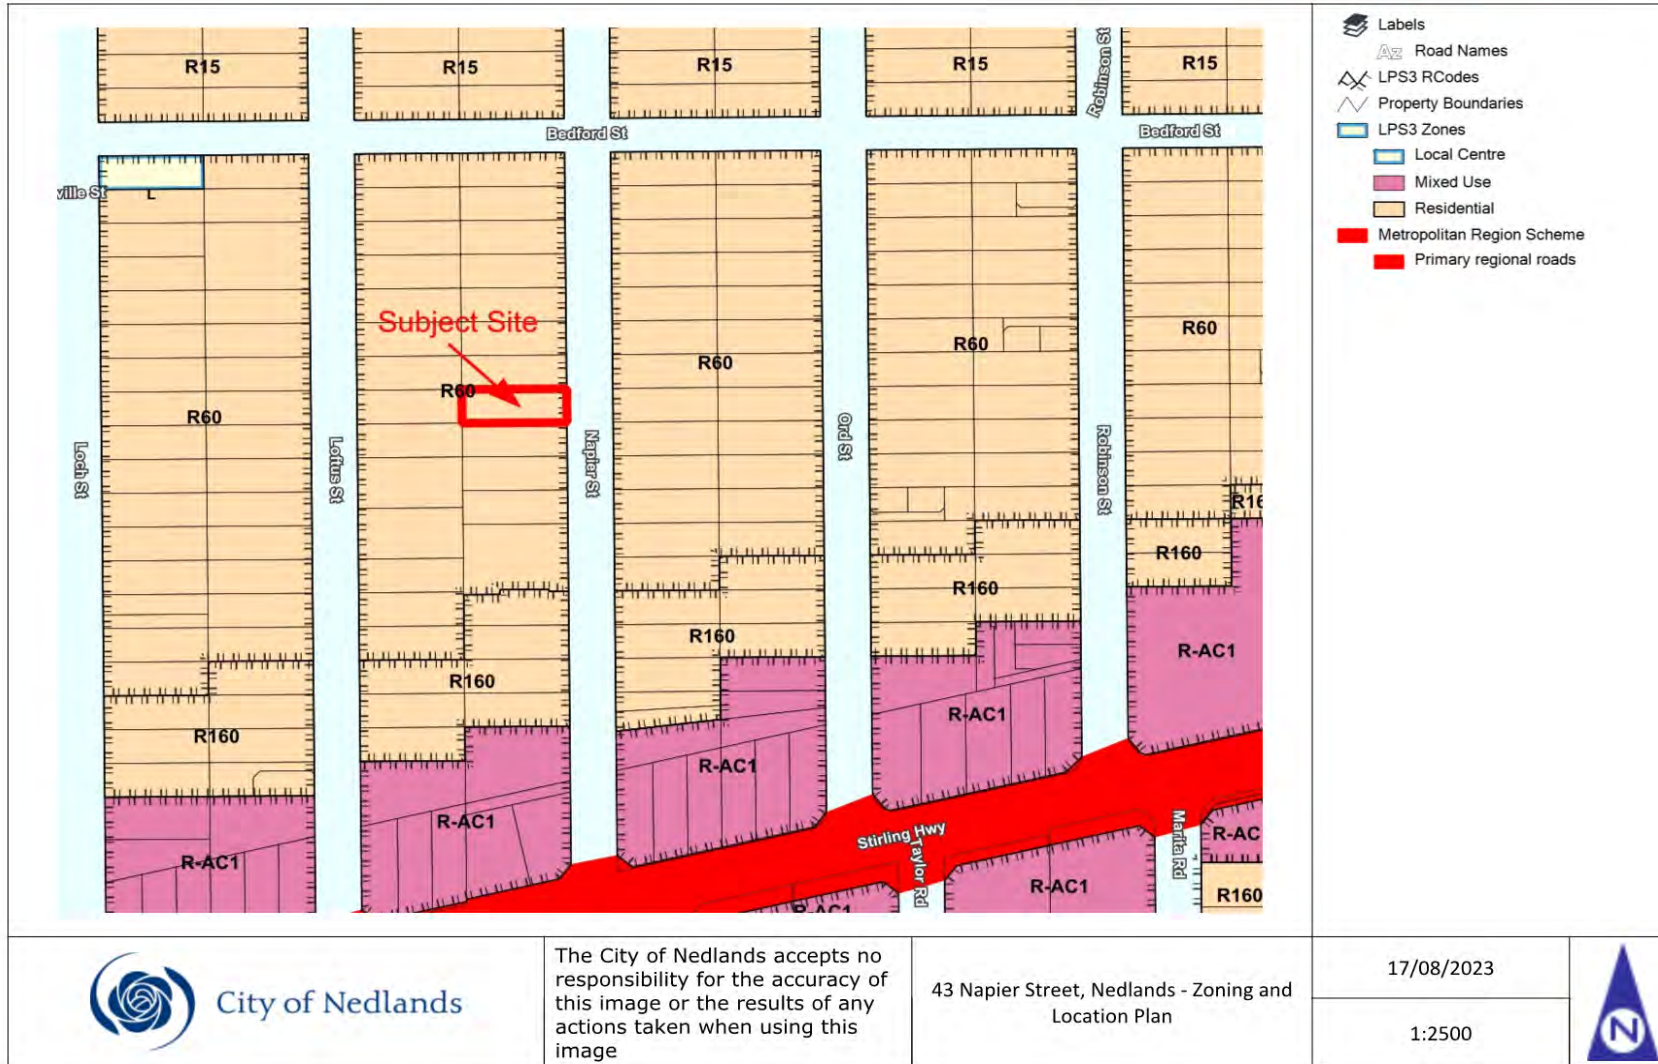 R15
R15
R15
R15
R15
Robinson St
Bedford St
Bedford St
ville St
L
Subject Site
R60
R60
R60
R60
R60
Loch St
Loftus St
Napier St
Ord St
Robinson St
R16
R160
R160
R160
R160
R160
R-AC1
R-AC1
R-AC1
R-AC1
R-AC1
Stirling Hwy
Taylor Rd
Marita Rd
R-AC
R-AC1
R160
R-AC1
Labels
Az Road Names
LPS3 RCodes
Property Boundaries
LPS3 Zones
Local Centre
Mixed Use
Residential
Metropolitan Region Scheme
Primary regional roads
City of Nedlands
The City of Nedlands accepts no
responsibility for the accuracy of
this image or the results of any
actions taken when using this
image
43 Napier Street, Nedlands - Zoning and
Location Plan
17/08/2023
1:2500
N